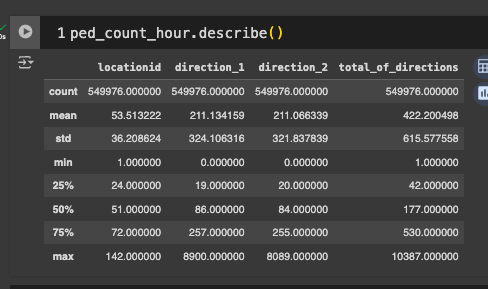 1 ped_count_hour.describe()
locationid direction_1 direction_2 total_of_directions
count 549976.000000 549976.000000 549976.000000 549976.000000
mean 53.513222 211.134159 211.066339 422.200498
std 36.208624 324.106316 321.837839 615.577558
min 1.000000 0.000000 0.000000 1.000000
25% 24.000000 19.000000 20.000000 42.000000
50% 51.000000 86.000000 84.000000 177.000000
75% 72.000000 257.000000 255.000000 530.000000
max 142.000000 8900.000000 8089.000000 10387.000000